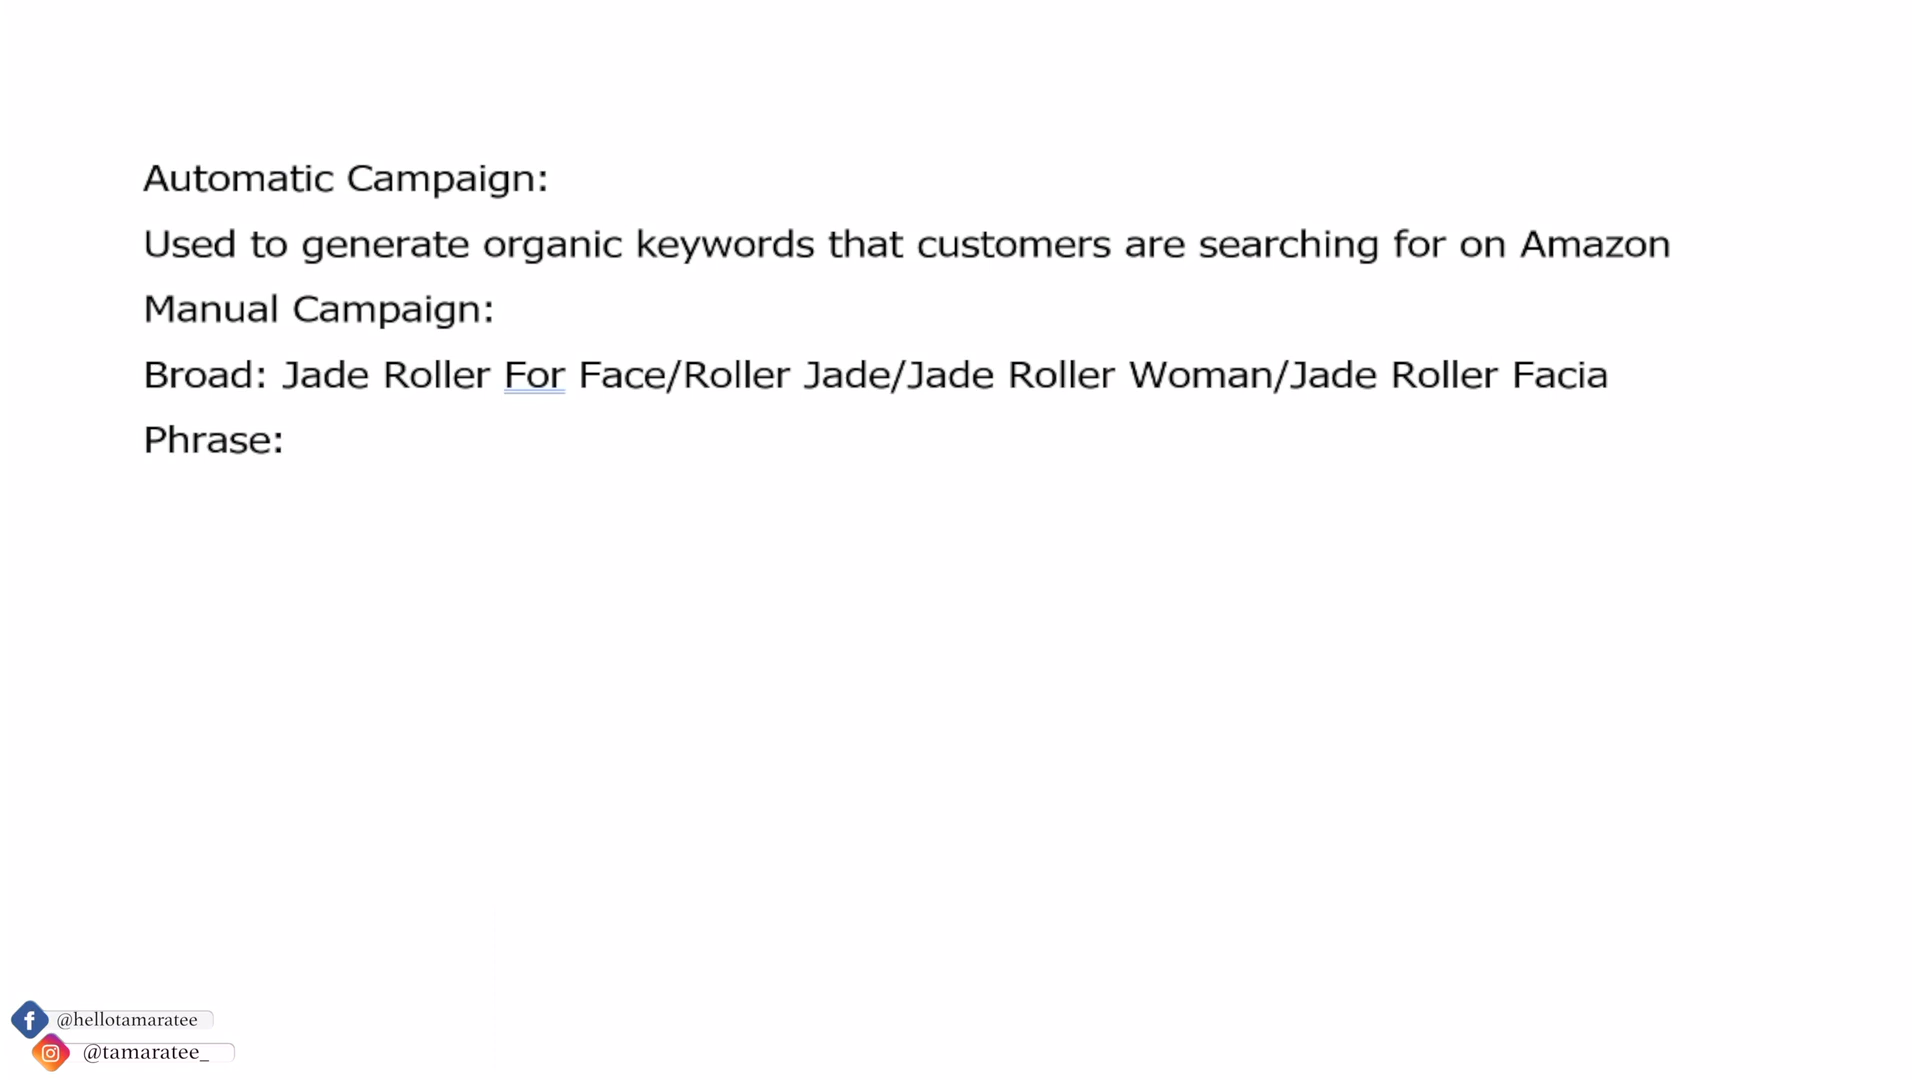 Automatic Campaign:
Used to generate organic keywords that customers are searching for on Amazon
Manual Campaign:
Broad: Jade Roller For Face/Roller Jade/Jade Roller Woman/Jade Roller Facia
Phrase:
@hellotamaratee
@tamaratee_